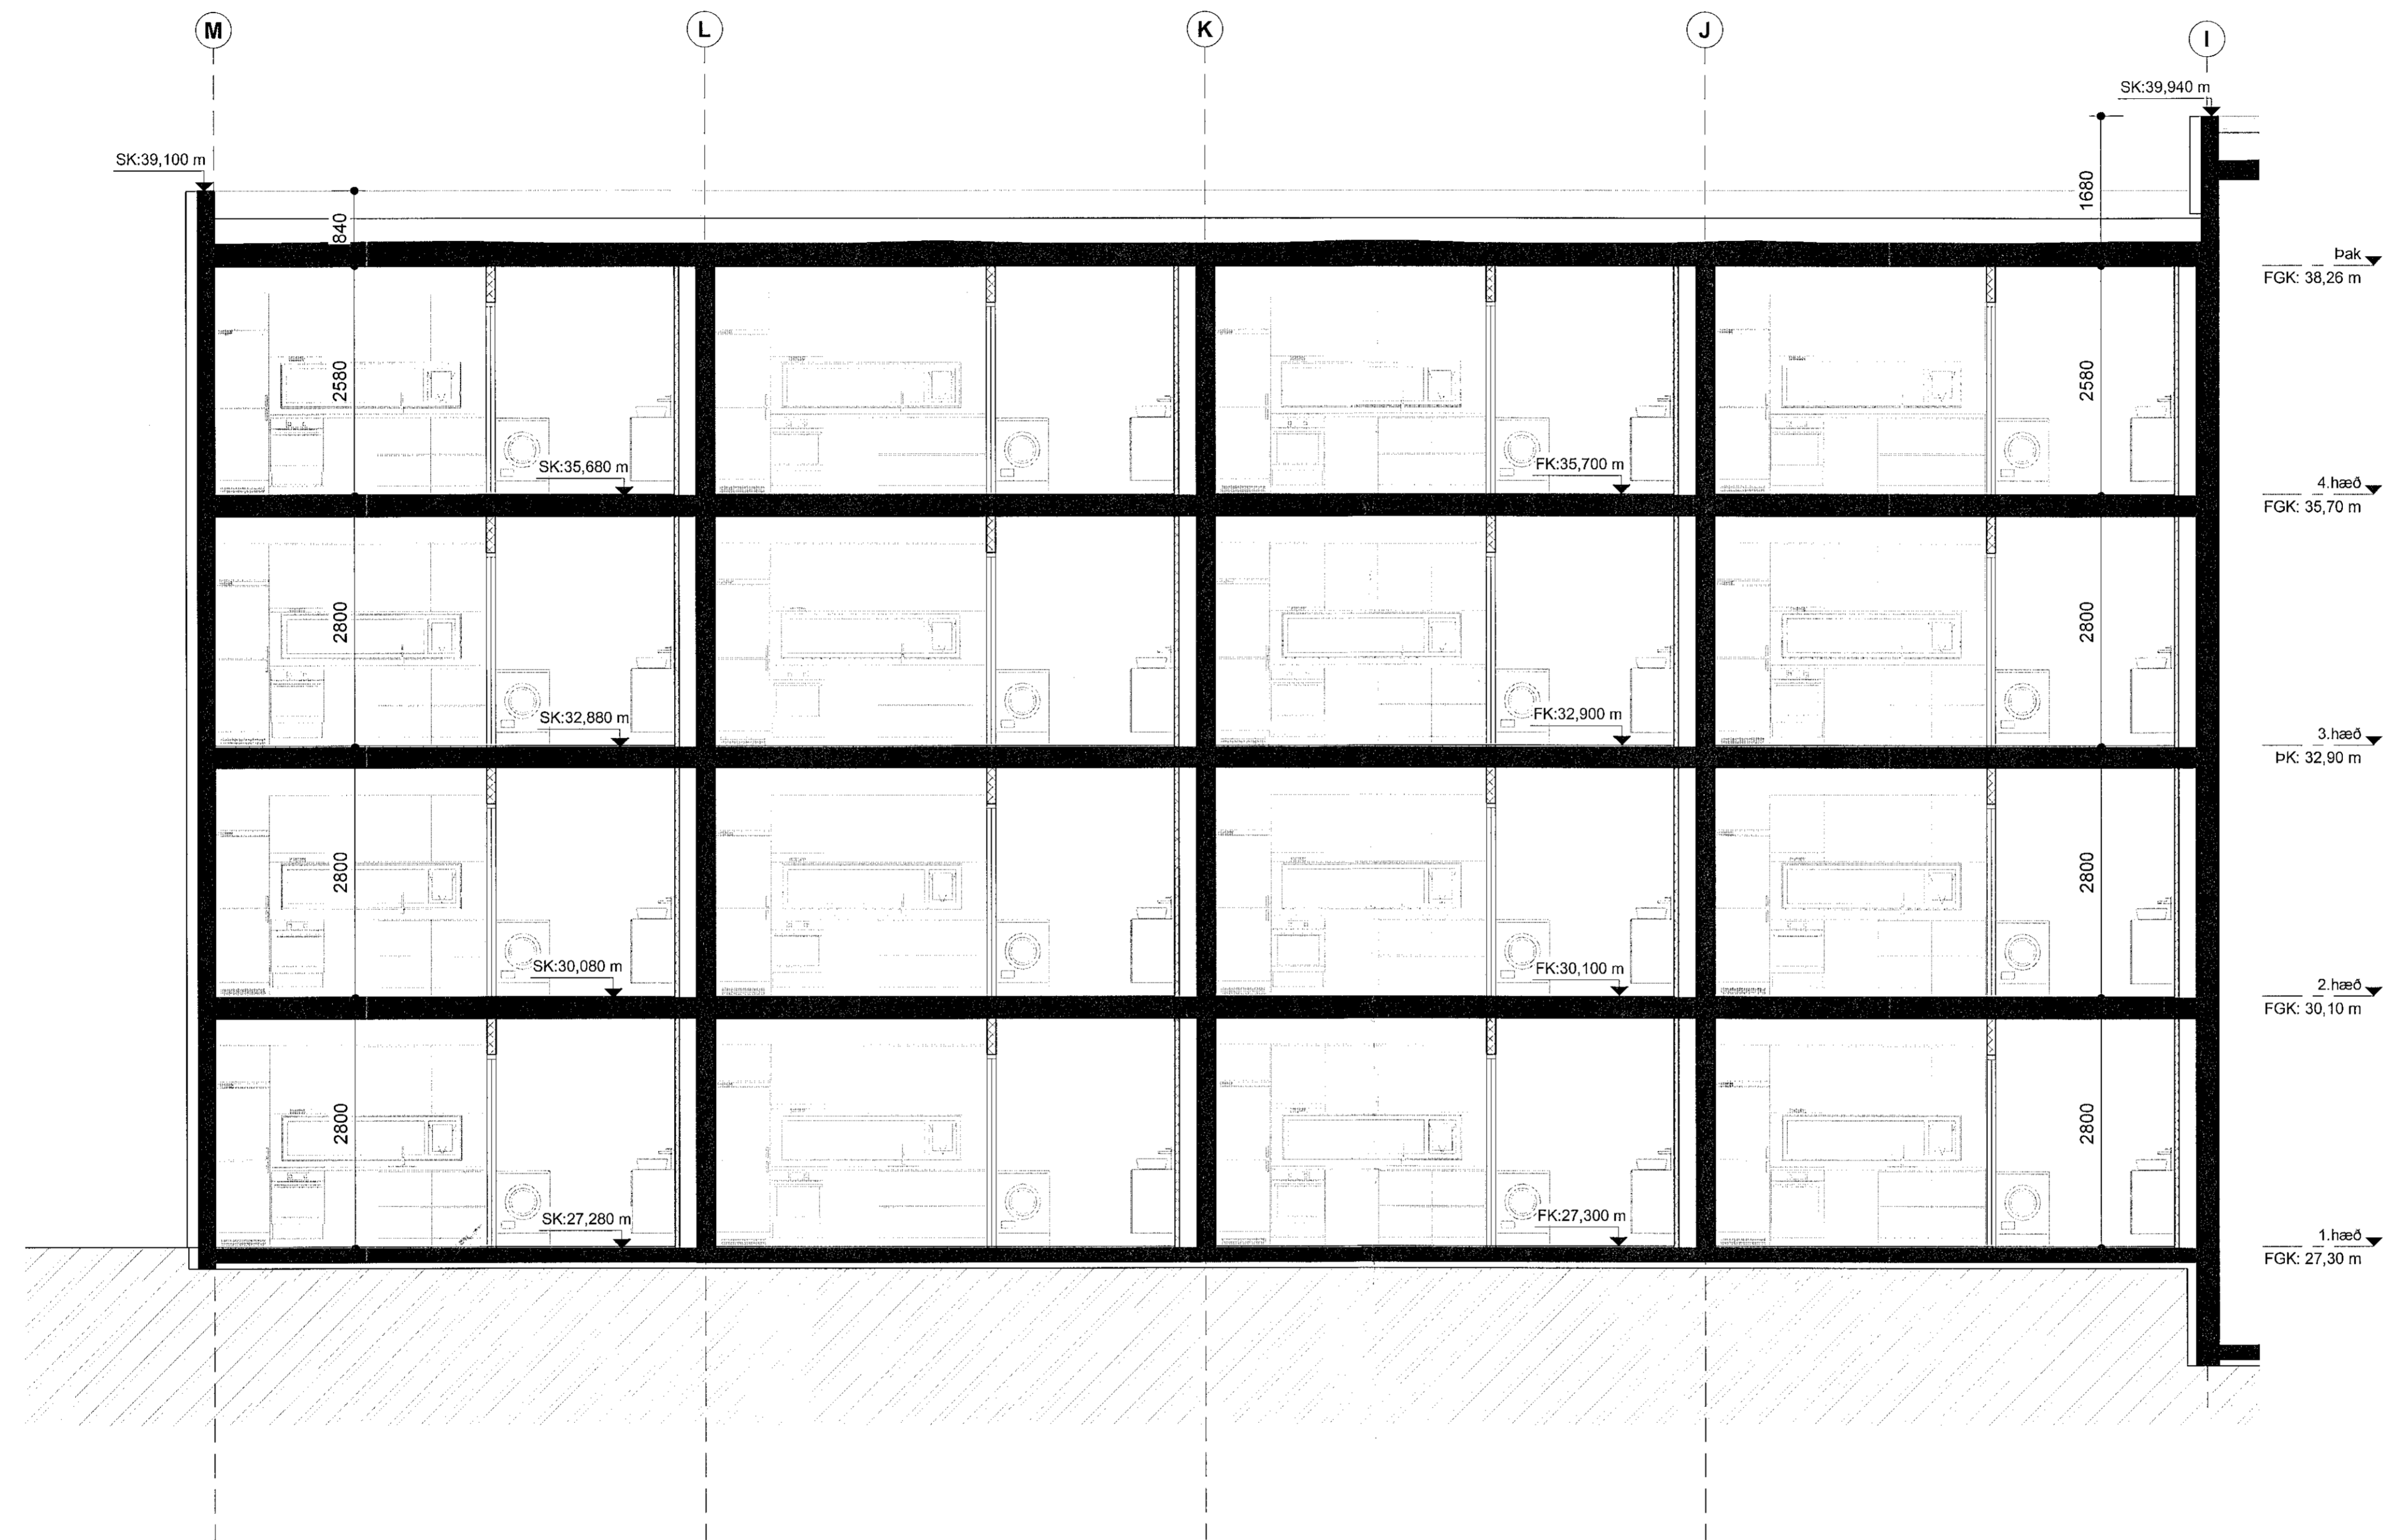 M
L
K
J
I
SK:39,940 m
SK:39,100 m
840
1680
Þak
FGK: 38,26 m
2580
2580
SK:35,680 m
FK:35,700 m
4.hæð
FGK: 35,70 m
2800
2800
SK:32,880 m
FK:32,900 m
3.hæð
ÞK: 32,90 m
2800
2800
SK:30,080 m
FK:30,100 m
2.hæð
FGK: 30,10 m
2800
2800
SK:27,280 m
FK:27,300 m
1.hæð
FGK: 27,30 m